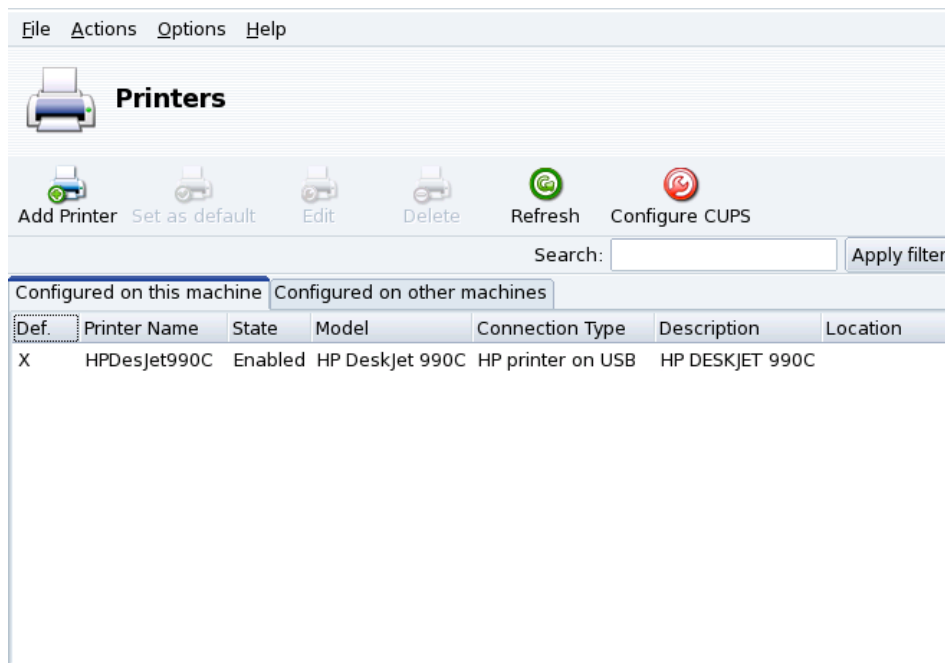 File Actions Options Help
Printers
Add Printer Set as default Edit Delete Refresh Configure CUPS
Search: Apply filter
Configured on this machine Configured on other machines
Def. Printer Name State Model Connection Type Description Location
X HPDesJet990C Enabled HP DeskJet 990C HP printer on USB HP DESKJET 990C